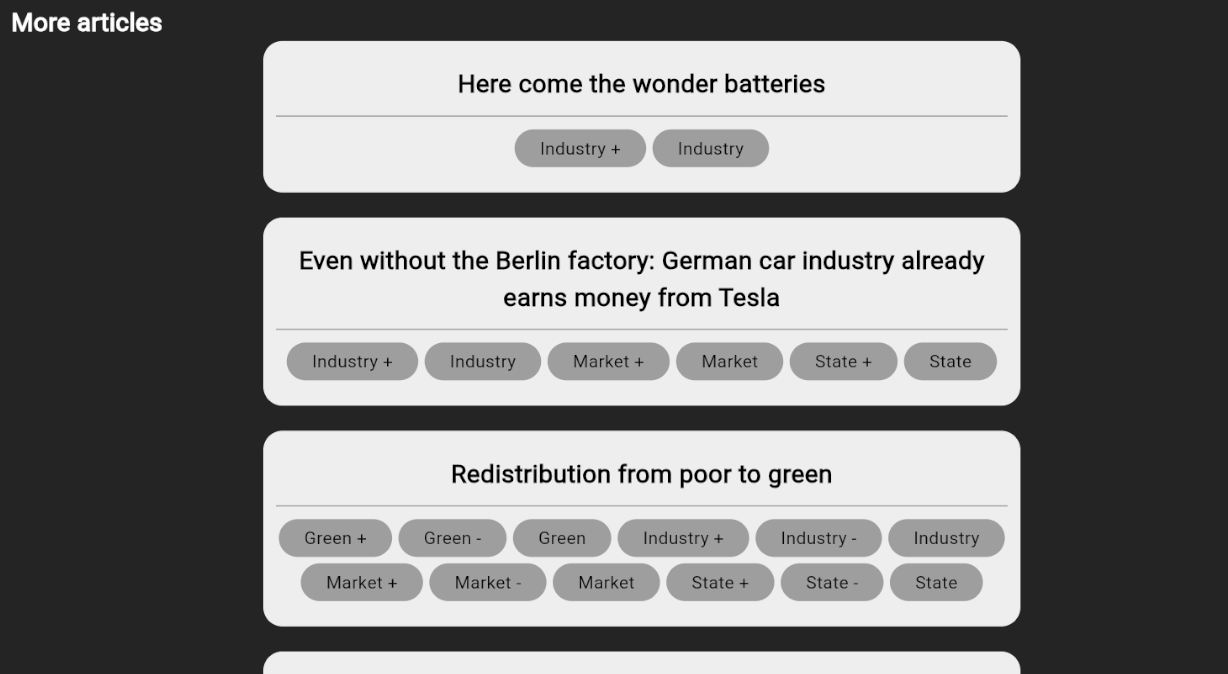 More articles
Here come the wonder batteries
Industry + Industry
Even without the Berlin factory: German car industry already
earns money from Tesla
Industry + Industry Market + Market State + State
Redistribution from poor to green
Green + Green - Green Industry + Industry - Industry
Market + Market - Market State + State - State